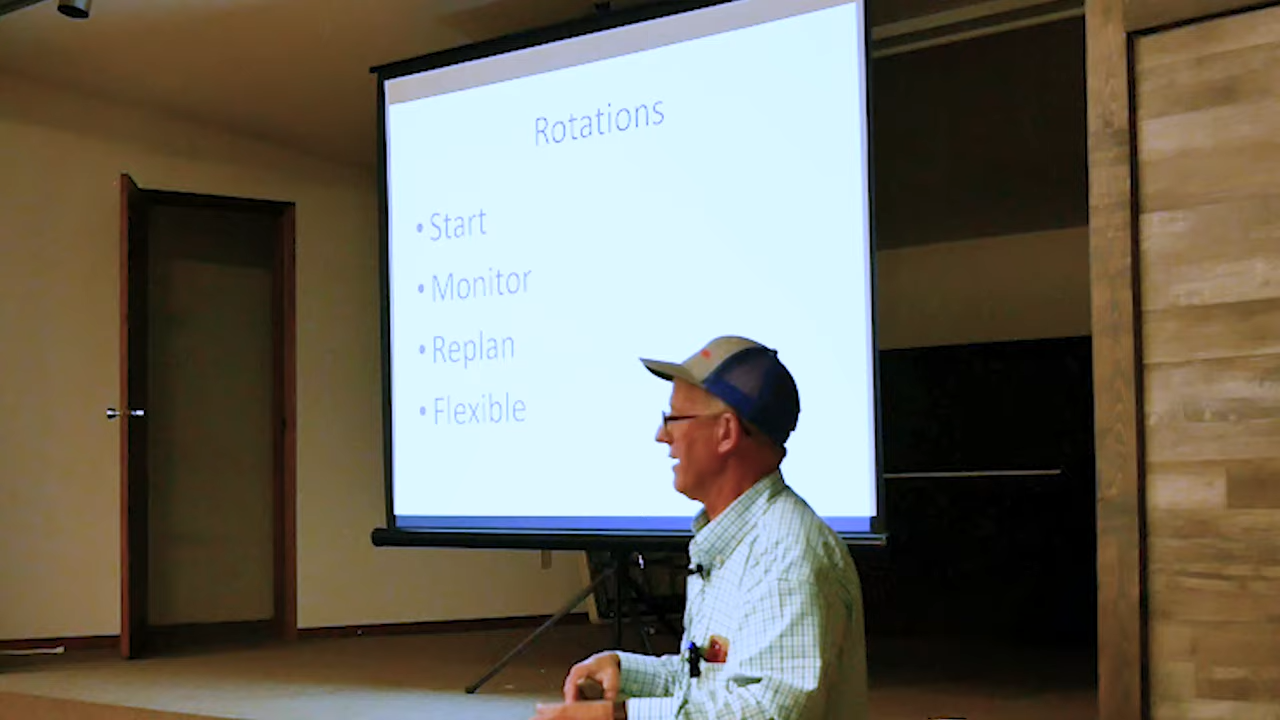 Rotations
• Start
• Monitor
• Replan
• Flexible